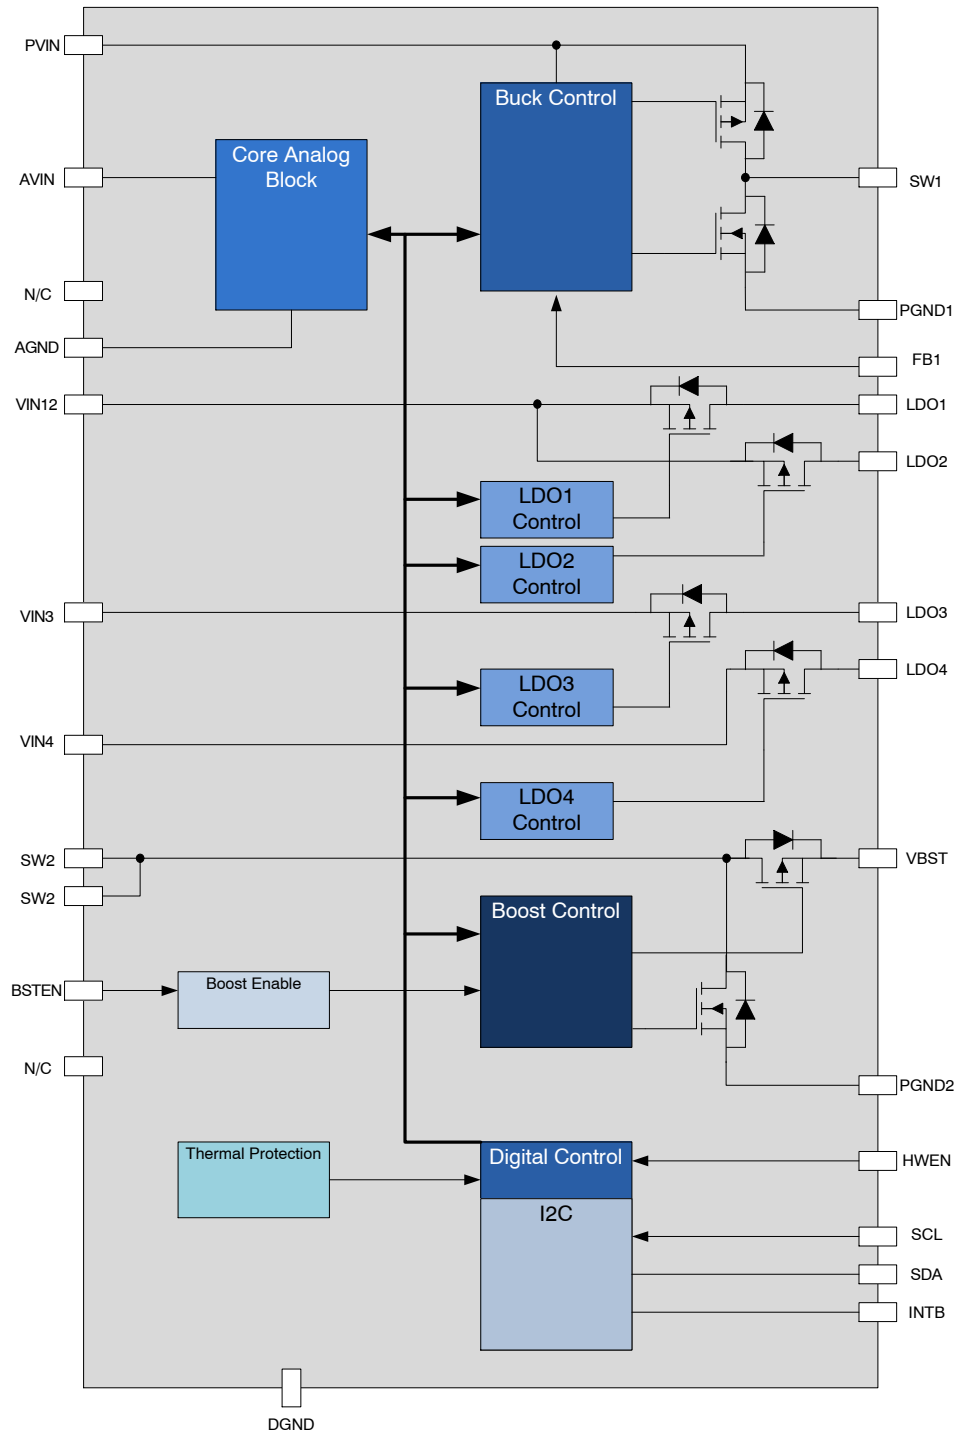 PVIN
Buck Control
Core Analog
Block
AVIN
SW1
N/C
PGND1
AGND
FB1
VIN12
LDO1
LDO2
LDO1
Control
LDO2
Control
VIN3
LDO3
LDO4
LDO3
Control
VIN4
LDO4
Control
SW2
VBST
SW2
Boost Control
BSTEN
Boost Enable
N/C
PGND2
Thermal Protection
Digital Control
HWEN
I2C
SCL
SDA
INTB
DGND